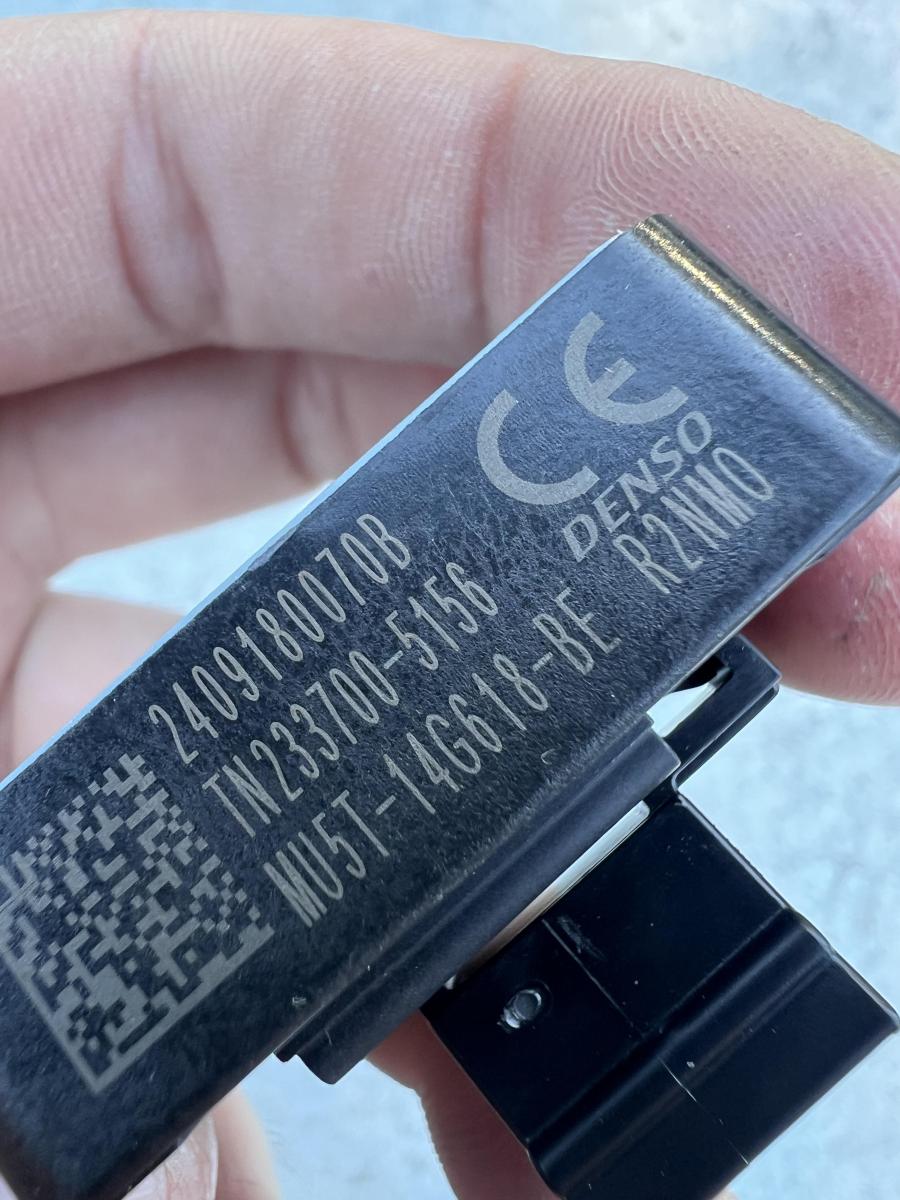 CE
DENSO
R2NMO
2409180070B
TN233700-5156
MU5T-14G618-BE